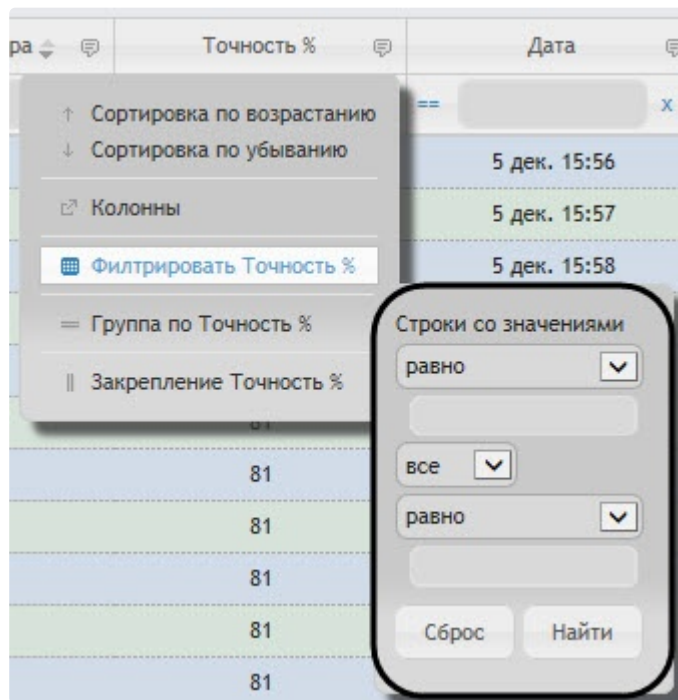 ра Точность % Дата
== x
Сортировка по возрастанию
Сортировка по убыванию
5 дек. 15:56
Колонны
5 дек. 15:57
Филтрировать Точность %
5 дек. 15:58
Группа по Точность %
Закрепление Точность %
Строки со значениями
равно
все
равно
Сброс Найти
81
81
81
81
81